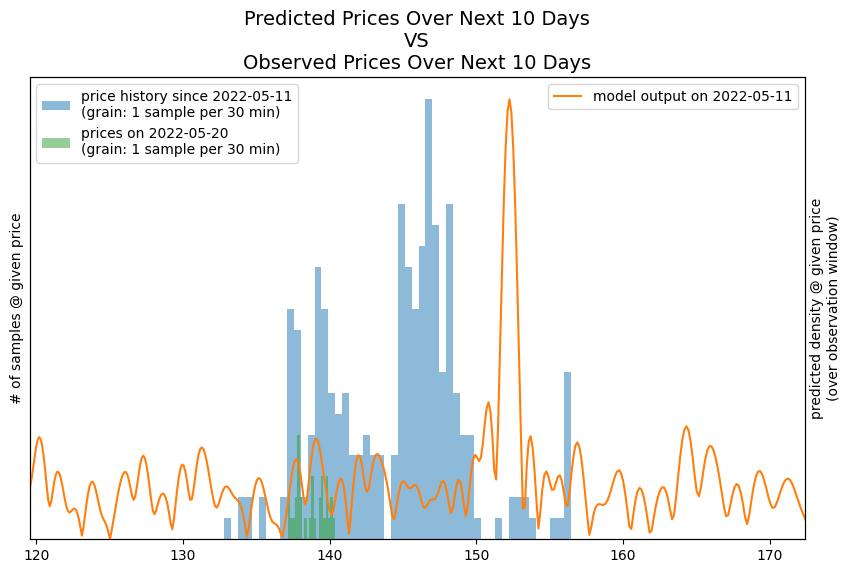 Predicted Prices Over Next 10 Days
VS
Observed Prices Over Next 10 Days
price history since 2022-05-11
(grain: 1 sample per 30 min)
prices on 2022-05-20
(grain: 1 sample per 30 min)
model output on 2022-05-11
# of samples @ given price
predicted density @ given price
(over observation window)
120 130 140 150 160 170